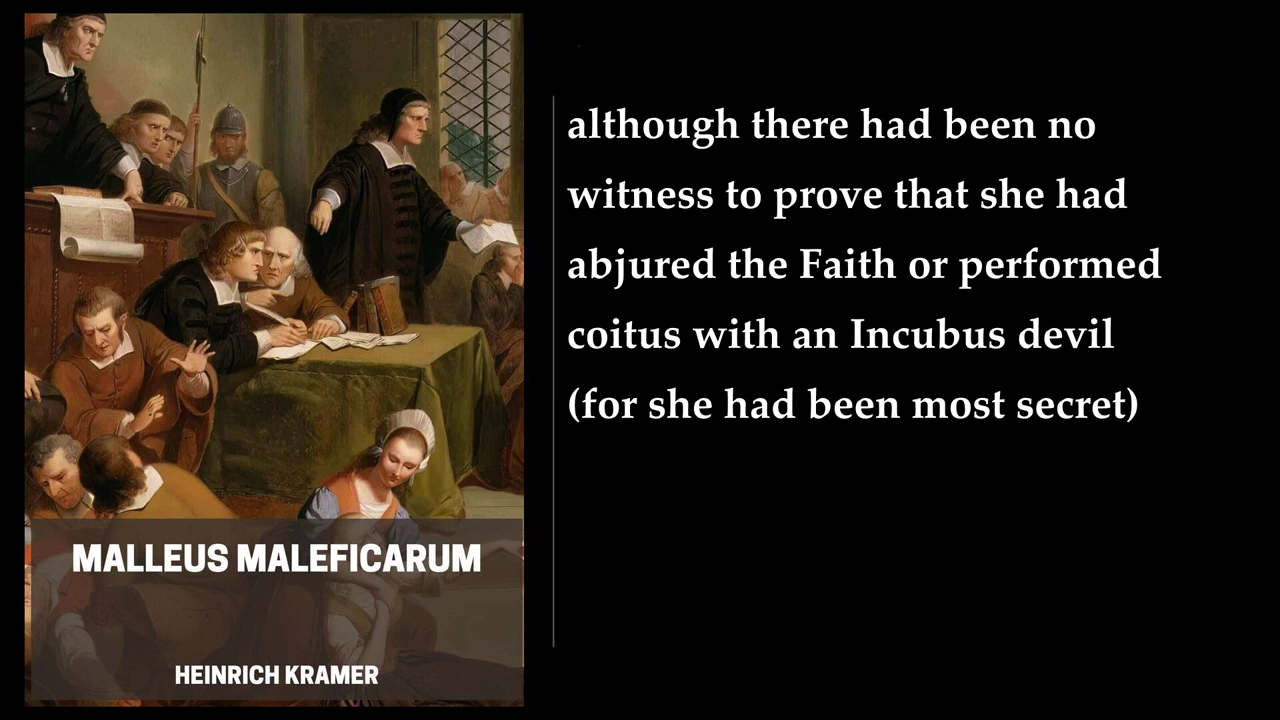 MALLEUS MALEFICARUM
HEINRICH KRAMER
although there had been no
witness to prove that she had
abjured the Faith or performed
coitus with an Incubus devil
(for she had been most secret)